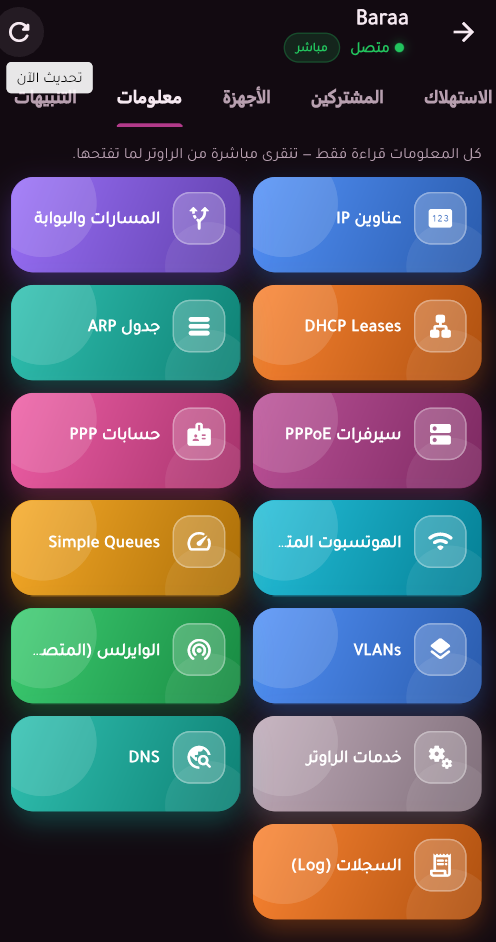 Baraa
متصل
مباشر
تحديث الآن
الاستهلاك
المشتركين
الأجهزة
معلومات
التنبيهات
كل المعلومات قراءة فقط — تنقرى مباشرة من الراوتر لما تفتحها.
عناوين IP
المسارات والبوابة
DHCP Leases
جدول ARP
سيرفرات PPPoE
حسابات PPP
الهوتسبوت المتـ...
Simple Queues
VLANs
الوايرلس (المتصـ...
خدمات الراوتر
DNS
السجلات (Log)